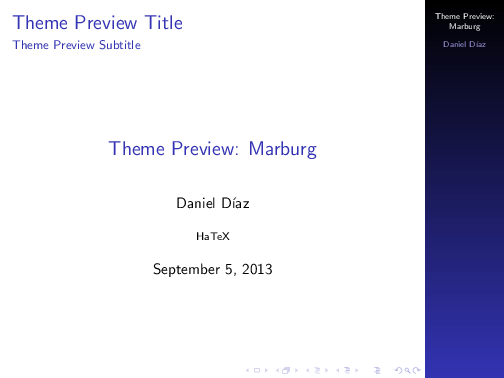 Theme Preview Title
Theme Preview Subtitle
Theme Preview: Marburg
Daniel Díaz
HaTeX
September 5, 2013
Theme Preview:
Marburg
Daniel Díaz